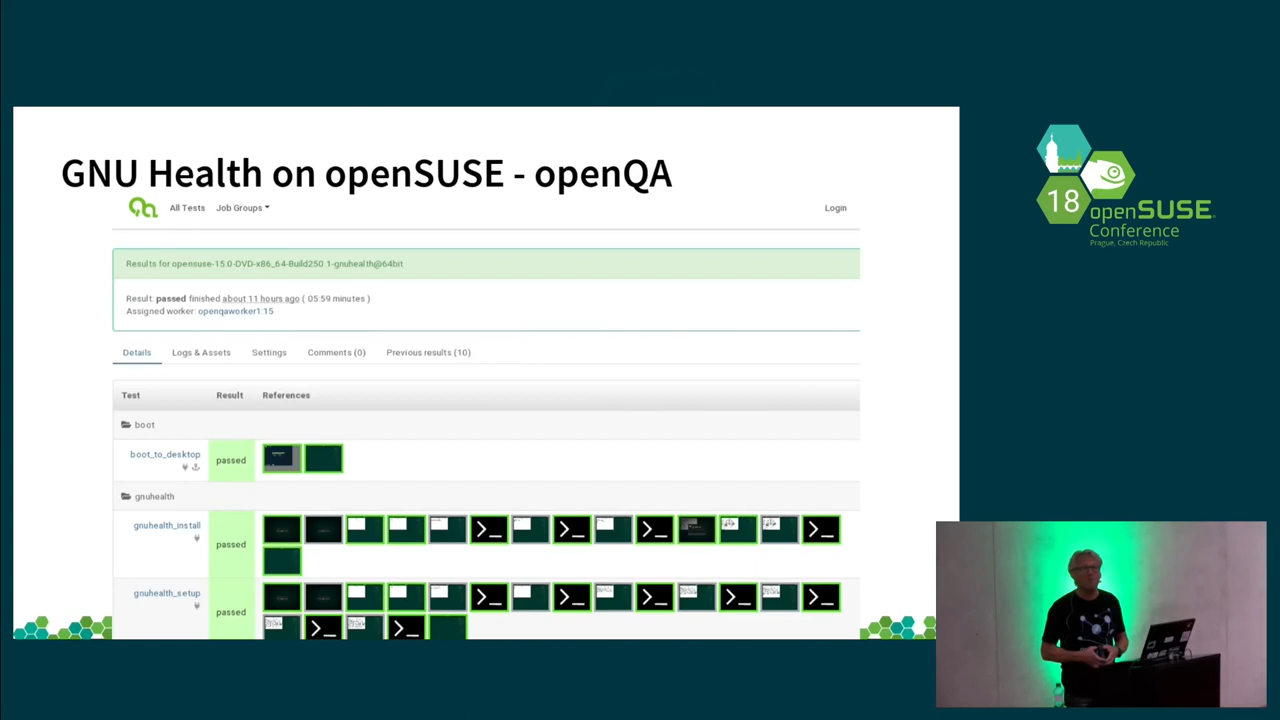 GNU Health on openSUSE - openQA
All Tests Job Groups Login
Results for opensuse-15.0-DVD-x86_64-Build250.1-gnuhealth@64bit
Result: passed finished about 11 hours ago ( 05:59 minutes )
Assigned worker: openqaworker1:15
Details Logs & Assets Settings Comments (0) Previous results (10)
Test Result References
boot
boot_to_desktop passed
gnuhealth
gnuhealth_install passed
gnuhealth_setup passed
18
openSUSE
Conference
Prague, Czech Republic